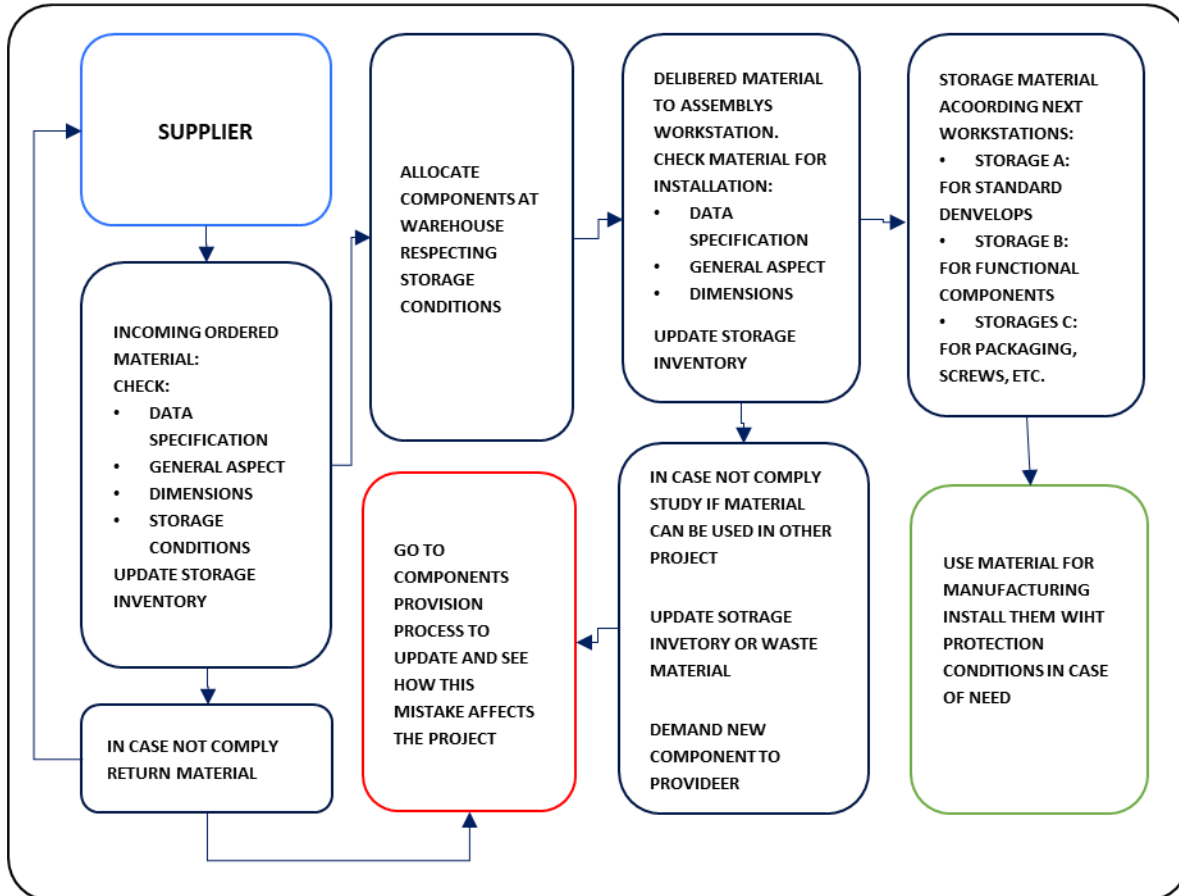 SUPPLIER
INCOMING ORDERED
MATERIAL:
CHECK:
• DATA
SPECIFICATION
• GENERAL ASPECT
• DIMENSIONS
• STORAGE
CONDITIONS
UPDATE STORAGE
INVENTORY
IN CASE NOT COMPLY
RETURN MATERIAL
ALLOCATE
COMPONENTS AT
WAREHOUSE
RESPECTING
STORAGE
CONDITIONS
GO TO
COMPONENTS
PROVISION
PROCESS TO
UPDATE AND SEE
HOW THIS
MISTAKE AFFECTS
THE PROJECT
DELIBERED MATERIAL
TO ASSEMBLYS
WORKSTATION.
CHECK MATERIAL FOR
INSTALLATION:
• DATA
SPECIFICATION
• GENERAL ASPECT
• DIMENSIONS
UPDATE STORAGE
INVENTORY
IN CASE NOT COMPLY
STUDY IF MATERIAL
CAN BE USED IN OTHER
PROJECT
UPDATE SOTRAGE
INVETORY OR WASTE
MATERIAL
DEMAND NEW
COMPONENT TO
PROVIDEER
STORAGE MATERIAL
ACOORDING NEXT
WORKSTATIONS:
• STORAGE A:
FOR STANDARD
DENVELOPS
• STORAGE B:
FOR FUNCTIONAL
COMPONENTS
• STORAGES C:
FOR PACKAGING,
SCREWS, ETC.
USE MATERIAL FOR
MANUFACTURING
INSTALL THEM WIHT
PROTECTION
CONDITIONS IN CASE
OF NEED